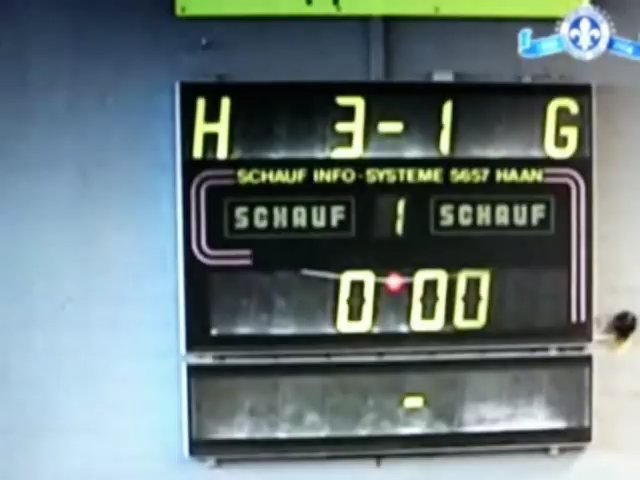 H 3-1 G
SCHAUF INFO-SYSTEME 5657 HAAN
SCHAUF 1 SCHAUF
0:00
-